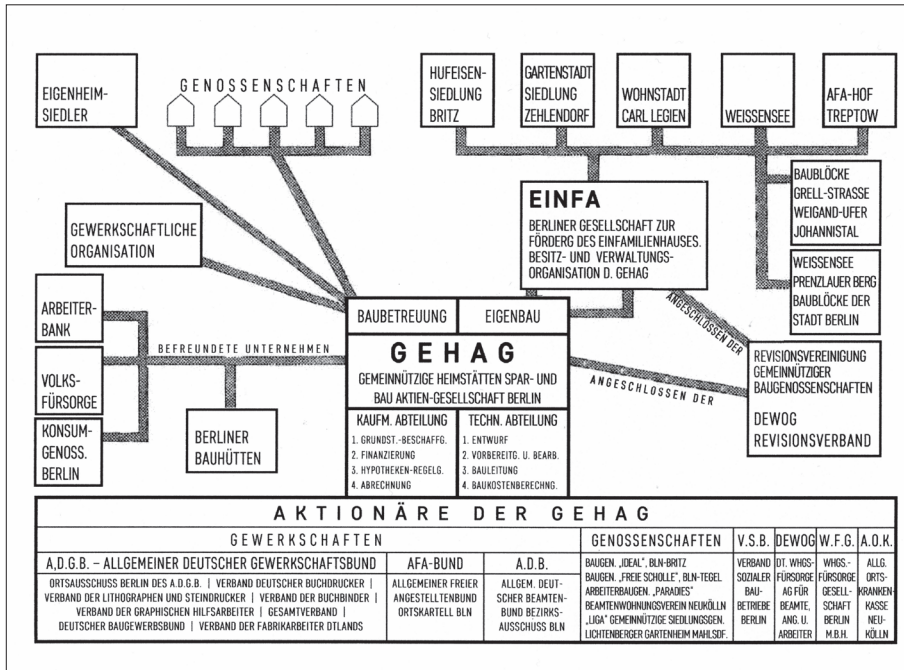 EIGENHEIM-
SIEDLER
GENOSSENSCHAFTEN
HUFEISEN-
SIEDLUNG
BRITZ
GARTENSTADT
SIEDLUNG
ZEHLENDORF
WOHNSTADT
CARL LEGIEN
WEISSENSEE
AFA-HOF
TREPTOW
BAUBLÖCKE
GRELL-STRASSE
WEIGAND-UFER
JOHANNISTAL
WEISSENSEE
PRENZLAUER BERG
BAUBLÖCKE DER
STADT BERLIN
EINFA
BERLINER GESELLSCHAFT ZUR
FÖRDERG DES EINFAMILIENHAUSES.
BESITZ- UND VERWALTUNGS-
ORGANISATION D. GEHAG
GEWERKSCHAFTLICHE
ORGANISATION
ARBEITER-
BANK
VOLKS-
FÜRSORGE
KONSUM-
GENOSS.
BERLIN
BEFREUNDETE UNTERNEHMEN
BERLINER
BAUHÜTTEN
ANGESCHLOSSEN DER
ANGESCHLOSSEN DER
REVISIONSVEREINIGUNG
GEMEINNÜTZIGER
BAUGENOSSENSCHAFTEN
DEWOG
REVISIONSVERBAND
BAUBETREUUNG
EIGENBAU
GEHAG
GEMEINNÜTZIGE HEIMSTÄTTEN SPAR- UND
BAU AKTIEN-GESELLSCHAFT BERLIN
KAUFM. ABTEILUNG
1. GRUNDST.-BESCHAFFG.
2. FINANZIERUNG
3. HYPOTHEKEN-REGELG.
4. ABRECHNUNG
TECHN. ABTEILUNG
1. ENTWURF
2. VORBEREITG. U. BEARB.
3. BAULEITUNG
4. BAUKOSTENBERECHNG.
AKTIONÄRE DER GEHAG
GEWERKSCHAFTEN
A,D.G.B. – ALLGEMEINER DEUTSCHER GEWERKSCHAFTSBUND
ORTSAUSSCHUSS BERLIN DES A.D.G.B. | VERBAND DEUTSCHER BUCHDRUCKER |
VERBAND DER LITHOGRAPHEN UND STEINDRUCKER | VERBAND DER BUCHBINDER |
VERBAND DER GRAPHISCHEN HILFSARBEITER | GESAMTVERBAND |
DEUTSCHER BAUGEWERBSBUND | VERBAND DER FABRIKARBEITER DTLANDS
AFA-BUND
ALLGEMEINER FREIER
ANGESTELLTENBUND
ORTSKARTELL BLN
A.D.B.
ALLGEM. DEUT-
SCHER BEAMTEN-
BUND BEZIRKS-
AUSSCHUSS BLN
GENOSSENSCHAFTEN
BAUGEN. „IDEAL", BLN-BRITZ
BAUGEN. „FREIE SCHOLLE", BLN-TEGEL
ARBEITERBAUGEN. „PARADIES"
BEAMTENWOHNUNGSVEREIN NEUKÖLLN
„LIGA" GEMEINNÜTZIGE SIEDLUNGSGEN.
LICHTENBERGER GARTENHEIM MAHLSDF.
V.S.B.
VERBAND
SOZIALER
BAU-
BETRIEBE
BERLIN
DEWOG
DT. WHGS-
FÜRSORGE
AG FÜR
BEAMTE,
ANG. U.
ARBEITER
W.F.G.
WHGS.-
FÜRSORGE
GESELL-
SCHAFT
BERLIN
M.B.H.
A.O.K.
ALLG.
ORTS-
KRANKEN-
KASSE
NEU-
KÖLLN